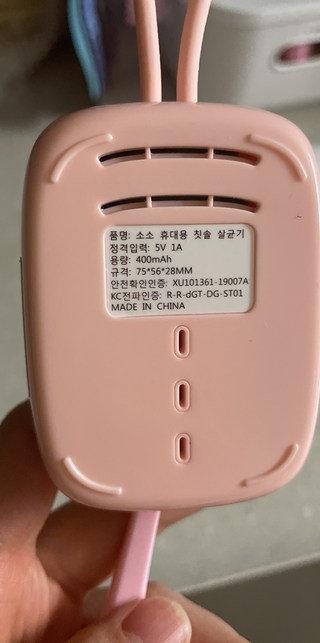 품명: 소소 휴대용 칫솔 살균기
정격입력: 5V 1A
용량: 400mAh
규격: 75*56*28MM
안전확인인증: XU101361-19007A
KC전파인증: R-R-dGT-DG-ST01
MADE IN CHINA